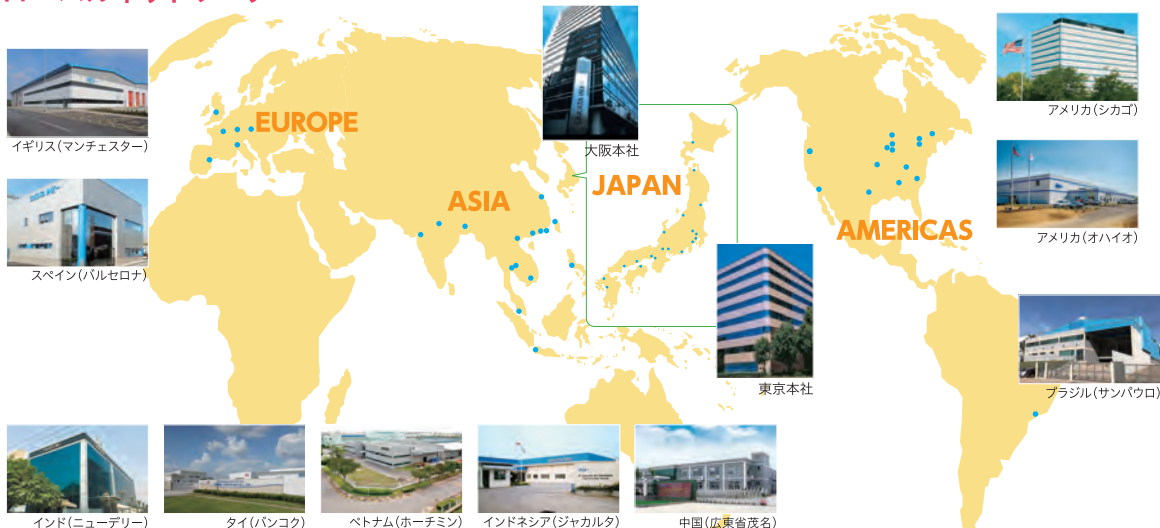 イギリス(マンチェスター)
スペイン(バルセロナ)
EUROPE
ASIA
大阪本社
JAPAN
東京本社
AMERICAS
アメリカ(シカゴ)
アメリカ(オハイオ)
ブラジル(サンパウロ)
インド(ニューデリー)
タイ(バンコク)
ベトナム(ホーチミン)
インドネシア(ジャカルタ)
中国(広東省茂名)